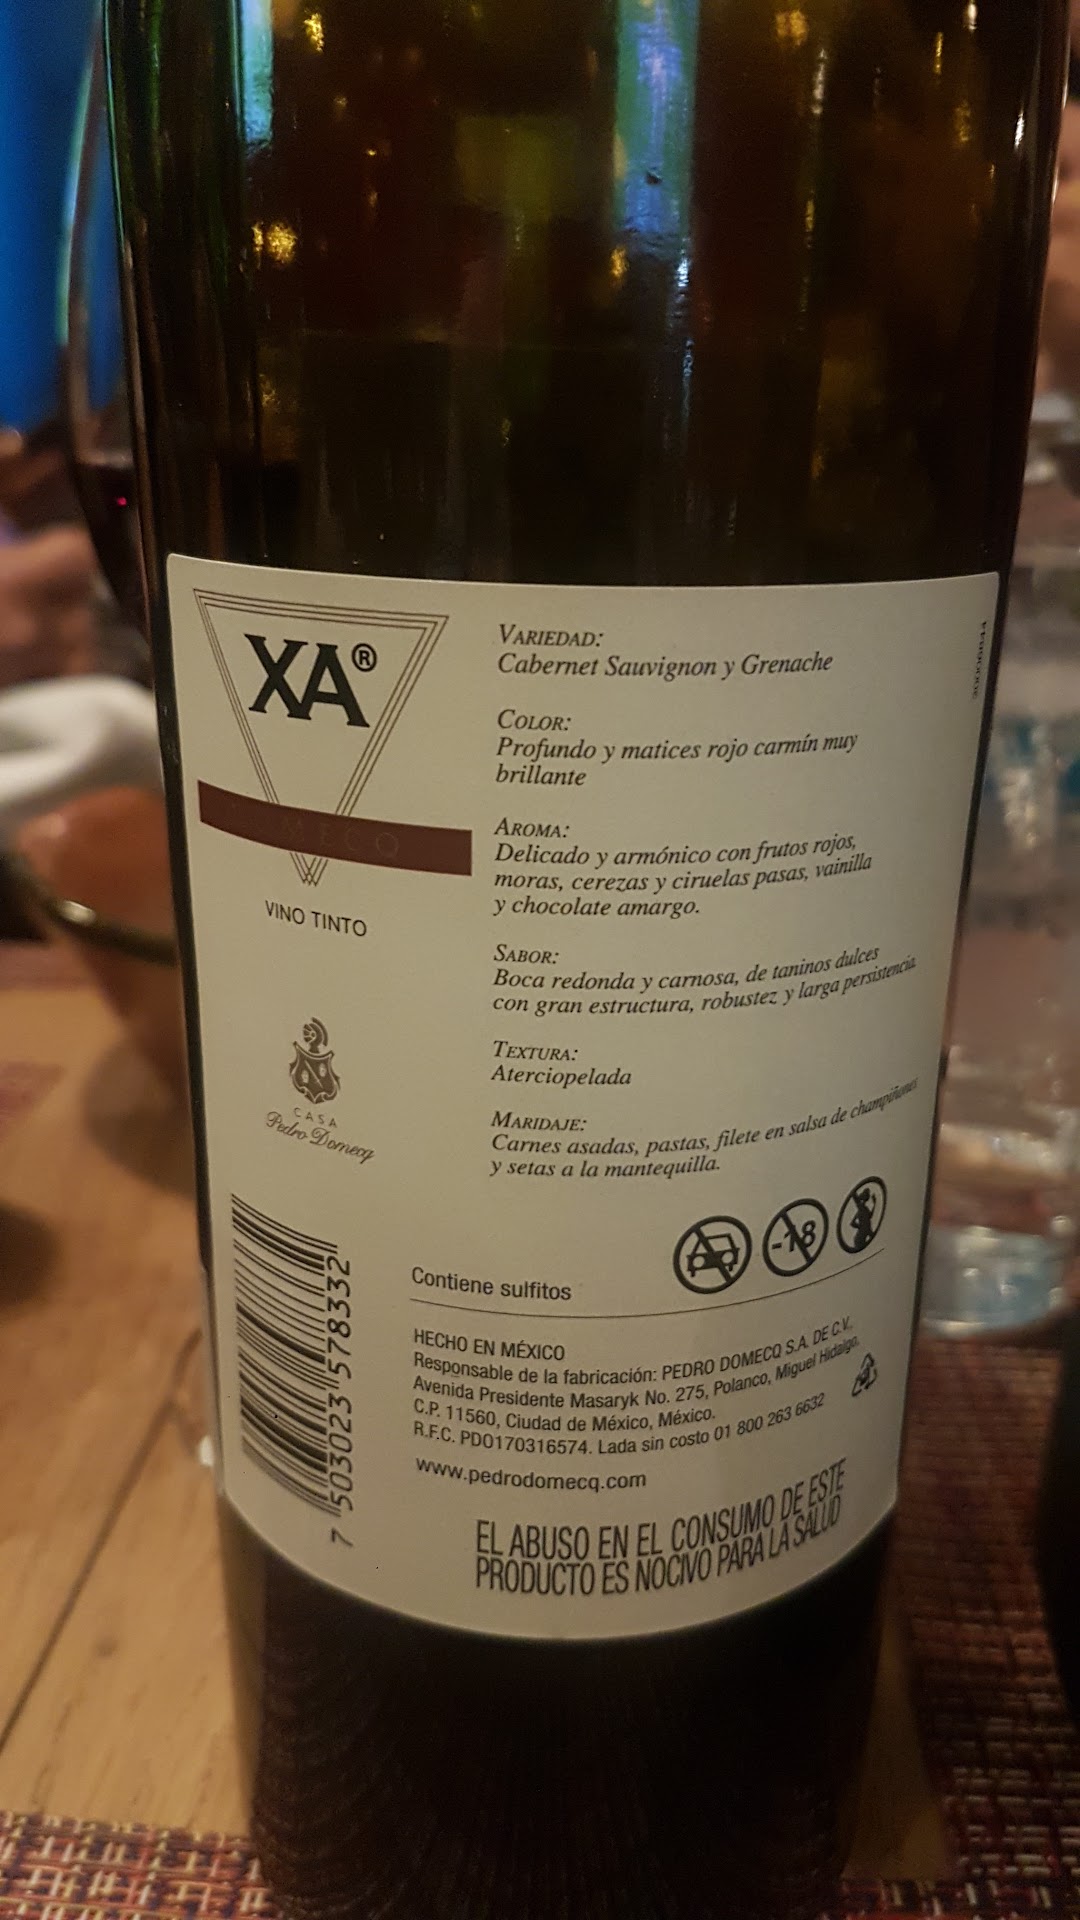 XA®
MECQ
VINO TINTO
CASA
Pedro Domecq
7 503023 578332
VARIEDAD:
Cabernet Sauvignon y Grenache
COLOR:
Profundo y matices rojo carmín muy
brillante
AROMA:
Delicado y armónico con frutos rojos,
moras, cerezas y ciruelas pasas, vainilla
y chocolate amargo.
SABOR:
Boca redonda y carnosa, de taninos dulces
con gran estructura, robustez y larga persistencia.
TEXTURA:
Aterciopelada
MARIDAJE:
Carnes asadas, pastas, filete en salsa de champiñones
y setas a la mantequilla.
-18
Contiene sulfitos
HECHO EN MÉXICO
Responsable de la fabricación: PEDRO DOMECQ S.A. DE C.V.
Avenida Presidente Masaryk No. 275, Polanco, Miguel Hidalgo,
C.P. 11560, Ciudad de México, México.
R.F.C. PDO170316574. Lada sin costo 01 800 263 6632
www.pedrodomecq.com
EL ABUSO EN EL CONSUMO DE ESTE
PRODUCTO ES NOCIVO PARA LA SALUD